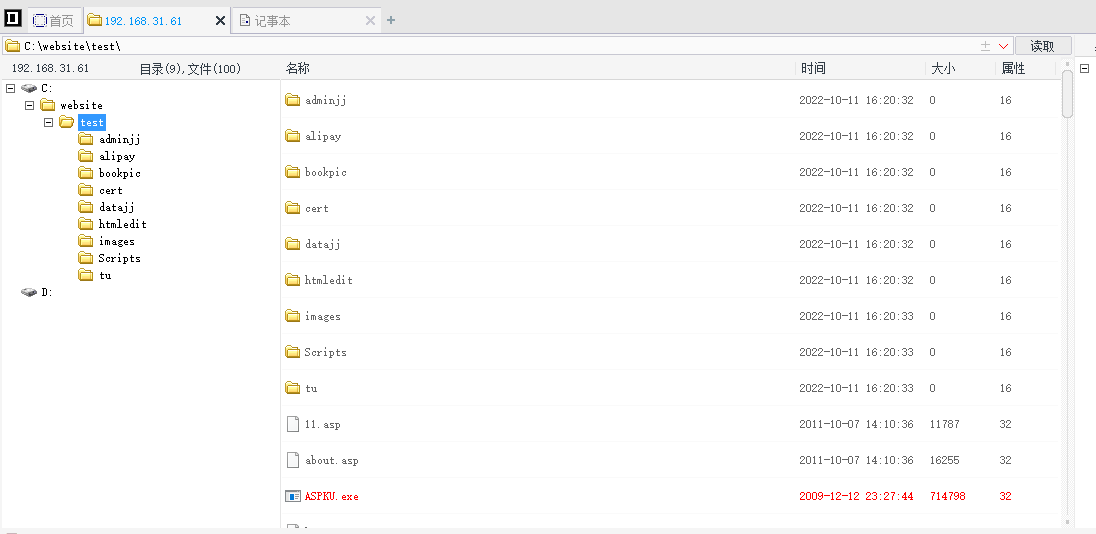 首页 192.168.31.61 记事本
C:\website\test\ 读取
192.168.31.61 目录(9),文件(100) 名称 时间 大小 属性
C:
website
test
adminjj
alipay
bookpic
cert
datajj
htmledit
images
Scripts
tu
D:
adminjj 2022-10-11 16:20:32 0 16
alipay 2022-10-11 16:20:32 0 16
bookpic 2022-10-11 16:20:32 0 16
cert 2022-10-11 16:20:32 0 16
datajj 2022-10-11 16:20:32 0 16
htmledit 2022-10-11 16:20:32 0 16
images 2022-10-11 16:20:33 0 16
Scripts 2022-10-11 16:20:33 0 16
tu 2022-10-11 16:20:33 0 16
11.asp 2011-10-07 14:10:36 11787 32
about.asp 2011-10-07 14:10:36 16255 32
ASPKU.exe 2009-12-12 23:27:44 714798 32